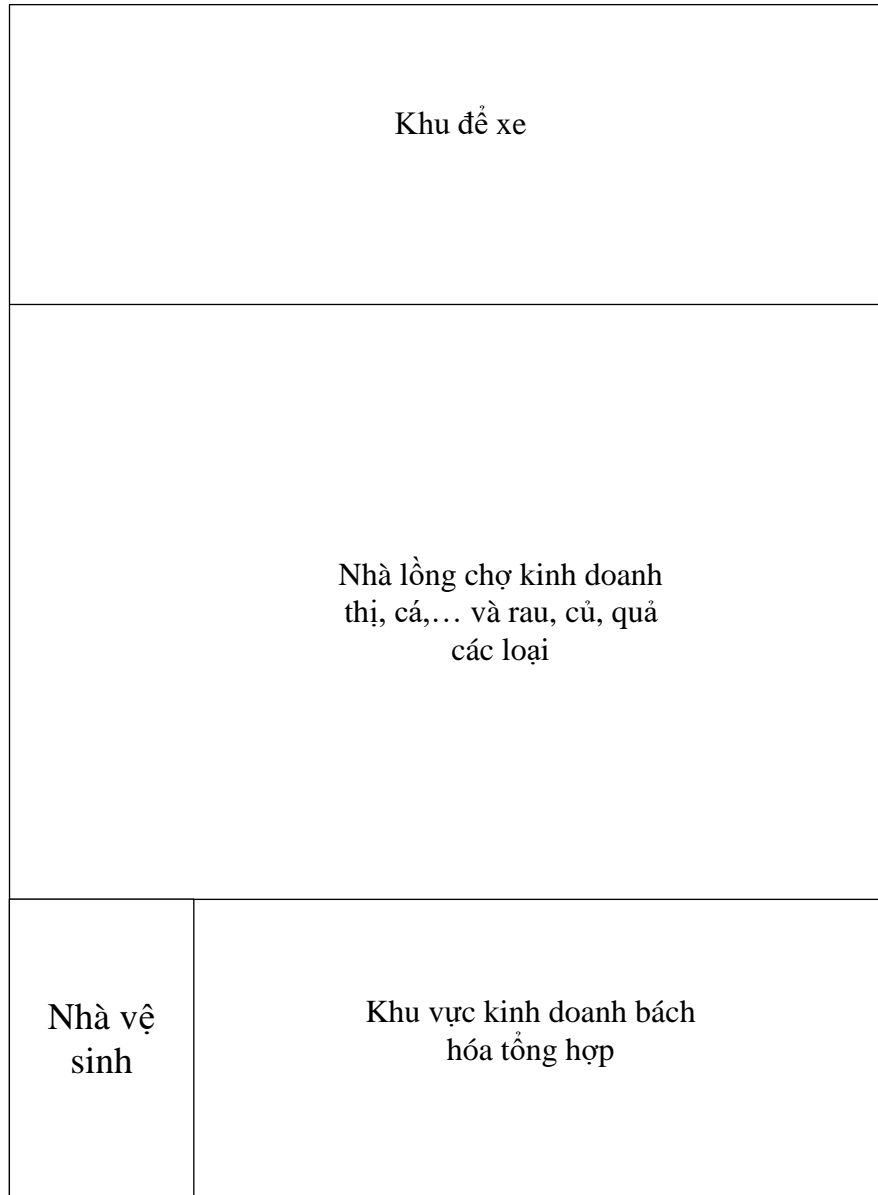 Khu để xe
Nhà lồng chợ kinh doanh
thị, cá,… và rau, củ, quả
các loại
Nhà vệ
sinh
Khu vực kinh doanh bách
hóa tổng hợp